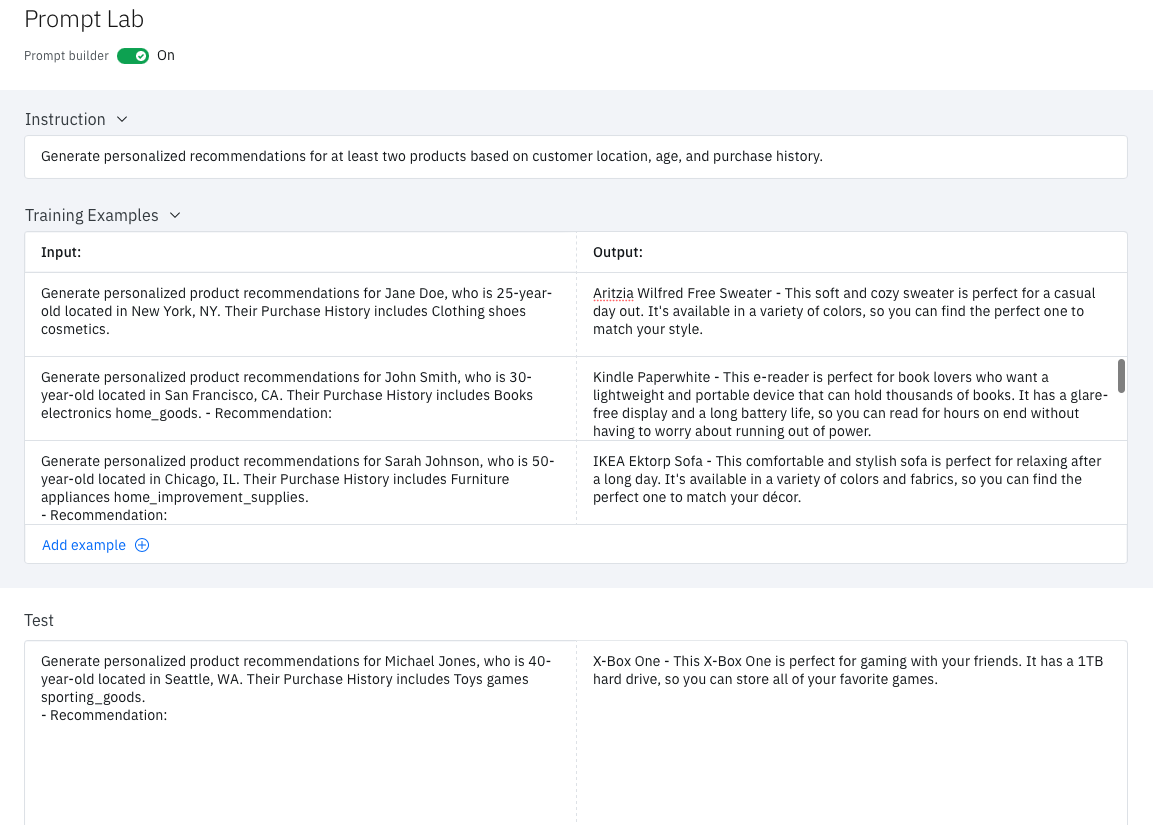 Prompt Lab
Prompt builder On
Instruction
Generate personalized recommendations for at least two products based on customer location, age, and purchase history.
Training Examples
Input:
Output:
Generate personalized product recommendations for Jane Doe, who is 25-year-
old located in New York, NY. Their Purchase History includes Clothing shoes
cosmetics.
Aritzia Wilfred Free Sweater - This soft and cozy sweater is perfect for a casual
day out. It's available in a variety of colors, so you can find the perfect one to
match your style.
Generate personalized product recommendations for John Smith, who is 30-
year-old located in San Francisco, CA. Their Purchase History includes Books
electronics home_goods. - Recommendation:
Kindle Paperwhite - This e-reader is perfect for book lovers who want a
lightweight and portable device that can hold thousands of books. It has a glare-
free display and a long battery life, so you can read for hours on end without
having to worry about running out of power.
Generate personalized product recommendations for Sarah Johnson, who is 50-
year-old located in Chicago, IL. Their Purchase History includes Furniture
appliances home_improvement_supplies.
- Recommendation:
IKEA Ektorp Sofa - This comfortable and stylish sofa is perfect for relaxing after
a long day. It's available in a variety of colors and fabrics, so you can find the
perfect one to match your décor.
Add example
Test
Generate personalized product recommendations for Michael Jones, who is 40-
year-old located in Seattle, WA. Their Purchase History includes Toys games
sporting_goods.
- Recommendation:
X-Box One - This X-Box One is perfect for gaming with your friends. It has a 1TB
hard drive, so you can store all of your favorite games.